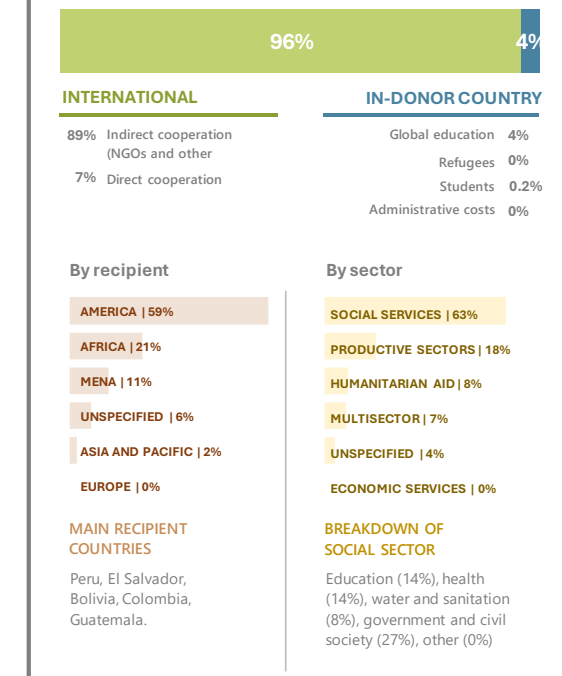 96%
4%
INTERNATIONAL
89% Indirect cooperation
(NGOs and other
7% Direct cooperation
IN-DONOR COUNTRY
Global education 4%
Refugees 0%
Students 0.2%
Administrative costs 0%
By recipient
AMERICA | 59%
AFRICA | 21%
MENA | 11%
UNSPECIFIED | 6%
ASIA AND PACIFIC | 2%
EUROPE | 0%
MAIN RECIPIENT
COUNTRIES
Peru, El Salvador,
Bolivia, Colombia,
Guatemala.
By sector
SOCIAL SERVICES | 63%
PRODUCTIVE SECTORS | 18%
HUMANITARIAN AID | 8%
MULTISECTOR | 7%
UNSPECIFIED | 4%
ECONOMIC SERVICES | 0%
BREAKDOWN OF
SOCIAL SECTOR
Education (14%), health
(14%), water and sanitation
(8%), government and civil
society (27%), other (0%)